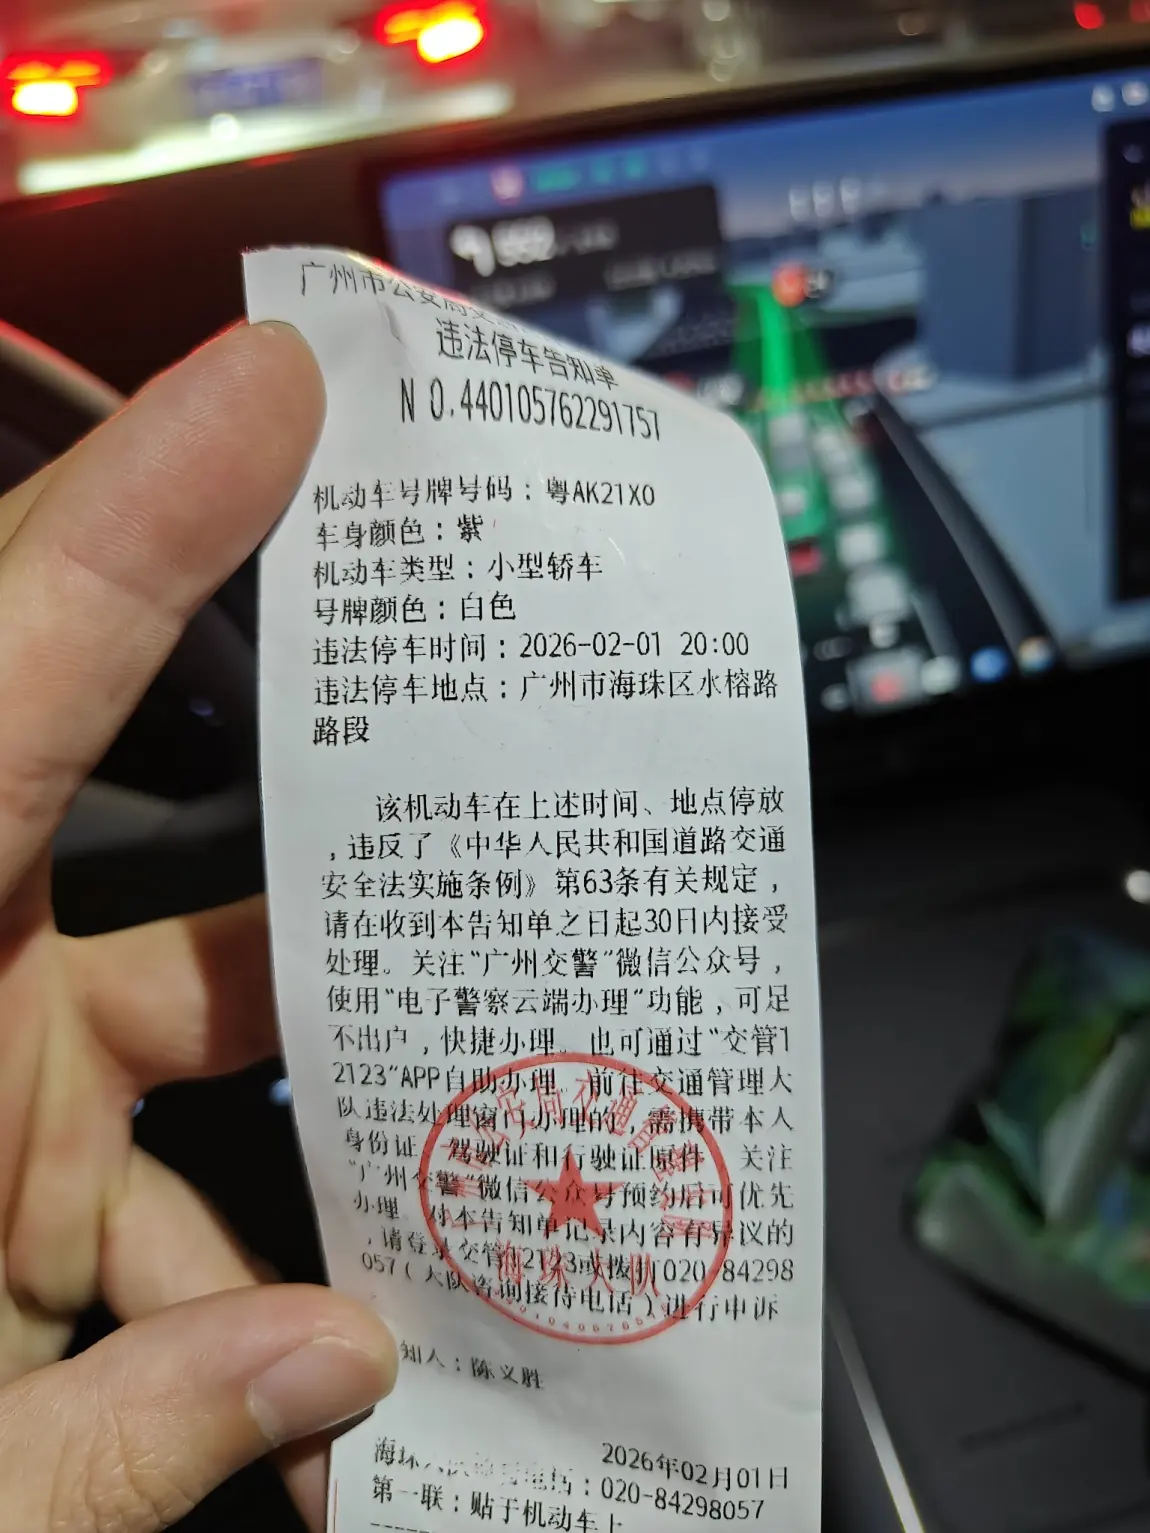 广州市公安局交
违法停车告知单
NO.440105762291757
机动车号牌号码：粤AK21X0
车身颜色：紫
机动车类型：小型轿车
号牌颜色：白色
违法停车时间：2026-02-01 20:00
违法停车地点：广州市海珠区水榕路
路段
该机动车在上述时间、地点停放
，违反了《中华人民共和国道路交通
安全法实施条例》第63条有关规定，
请在收到本告知单之日起30日内接受
处理。关注“广州交警”微信公众号，
使用“电子警察云端办理”功能，可足
不出户，快捷办理。也可通过“交管1
2123”APP自助办理。前往交通管理大
队违法处理窗口办理的，需携带本人
身份证、驾驶证和行驶证原件。关注
“广州交警”微信公众号预约后可优先
办理。对本告知单记录内容有异议的
，请登录交管12123或拨打020-84298
057（大队咨询接待电话）进行申诉
海珠大队
知人：陈义胜
2026年02月01日
海珠大队 电话：020-84298057
第一联：贴于机动车上